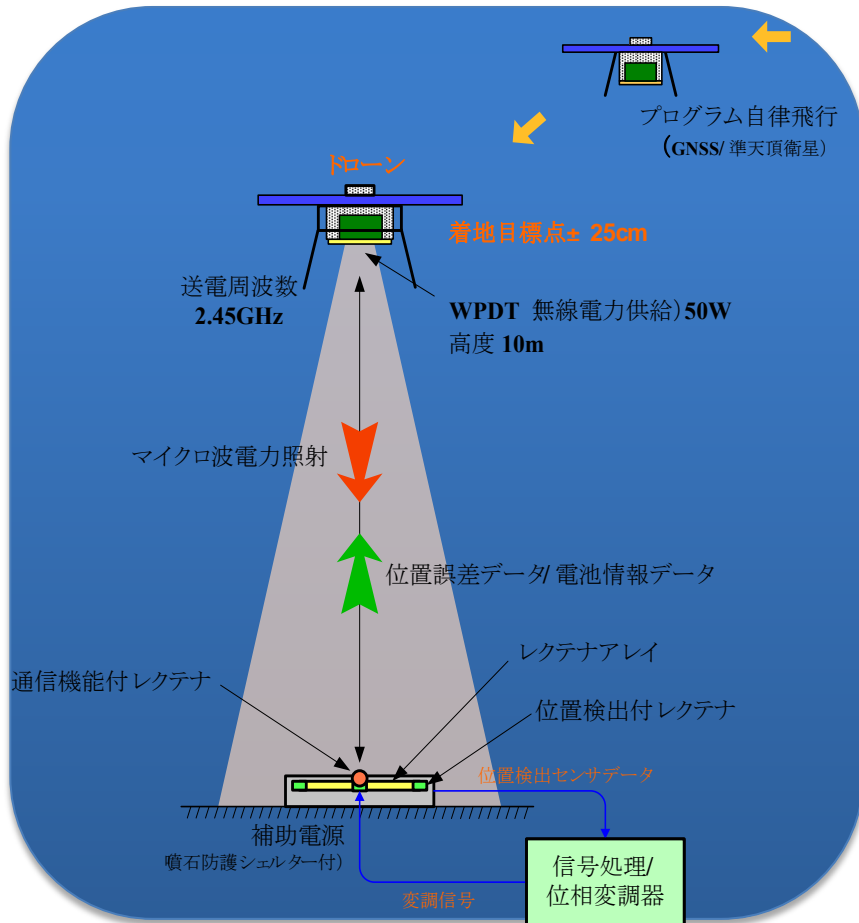 プログラム自律飛行
(GNSS/ 準天頂衛星)
ドローン
着地目標点± 25cm
送電周波数
2.45GHz
WPDT 無線電力供給)50W
高度 10m
マイクロ波電力照射
位置誤差データ/ 電池情報データ
レクテナアレイ
通信機能付レクテナ
位置検出付レクテナ
位置検出センサデータ
補助電源
噴石防護シェルター付)
信号処理/
位相変調器
変調信号